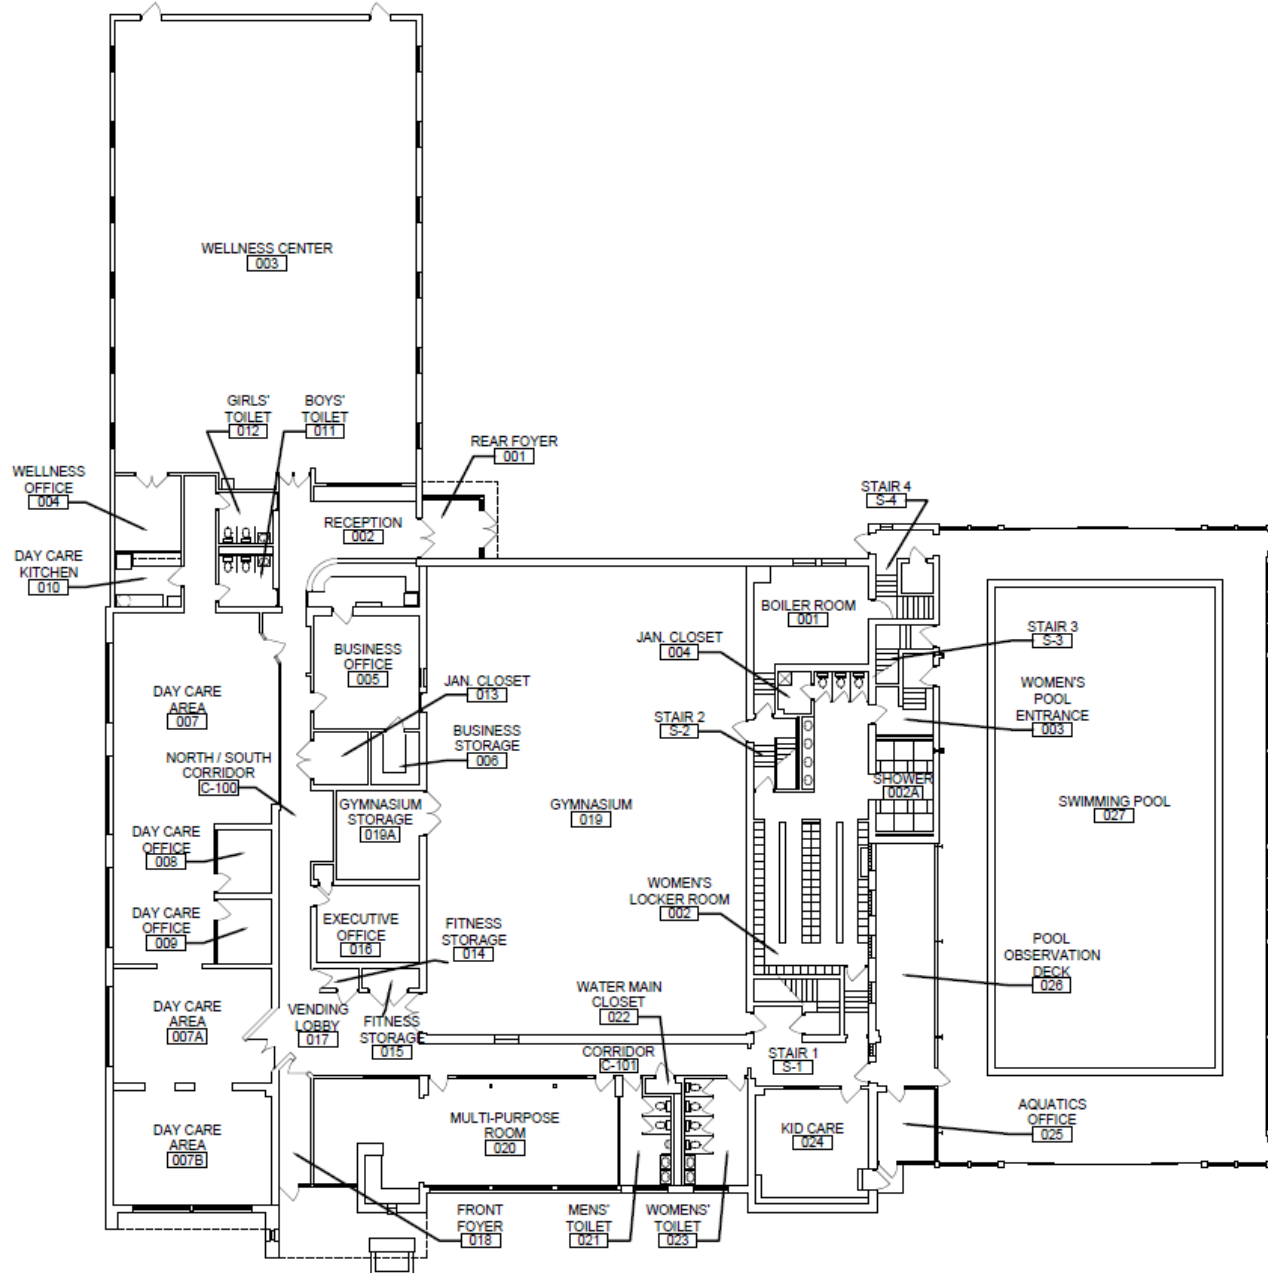 WELLNESS CENTER
003
GIRLS'
TOILET
012
BOYS'
TOILET
011
REAR FOYER
001
WELLNESS
OFFICE
004
RECEPTION
002
STAIR 4
S-4
DAY CARE
KITCHEN
010
BOILER ROOM
001
STAIR 3
S-3
JAN. CLOSET
004
BUSINESS
OFFICE
005
JAN. CLOSET
013
WOMEN'S
POOL
ENTRANCE
003
DAY CARE
AREA
007
STAIR 2
S-2
BUSINESS
STORAGE
006
NORTH / SOUTH
CORRIDOR
C-100
SHOWER
002A
GYMNASIUM
STORAGE
019A
GYMNASIUM
019
SWIMMING POOL
027
DAY CARE
OFFICE
008
WOMEN'S
LOCKER ROOM
002
DAY CARE
OFFICE
009
EXECUTIVE
OFFICE
016
FITNESS
STORAGE
014
POOL
OBSERVATION
DECK
026
WATER MAIN
CLOSET
022
DAY CARE
AREA
007A
VENDING
LOBBY
017
FITNESS
STORAGE
015
CORRIDOR
C-101
STAIR 1
S-1
MULTI-PURPOSE
ROOM
020
KID CARE
024
AQUATICS
OFFICE
025
DAY CARE
AREA
007B
FRONT
FOYER
018
MENS'
TOILET
021
WOMENS'
TOILET
023